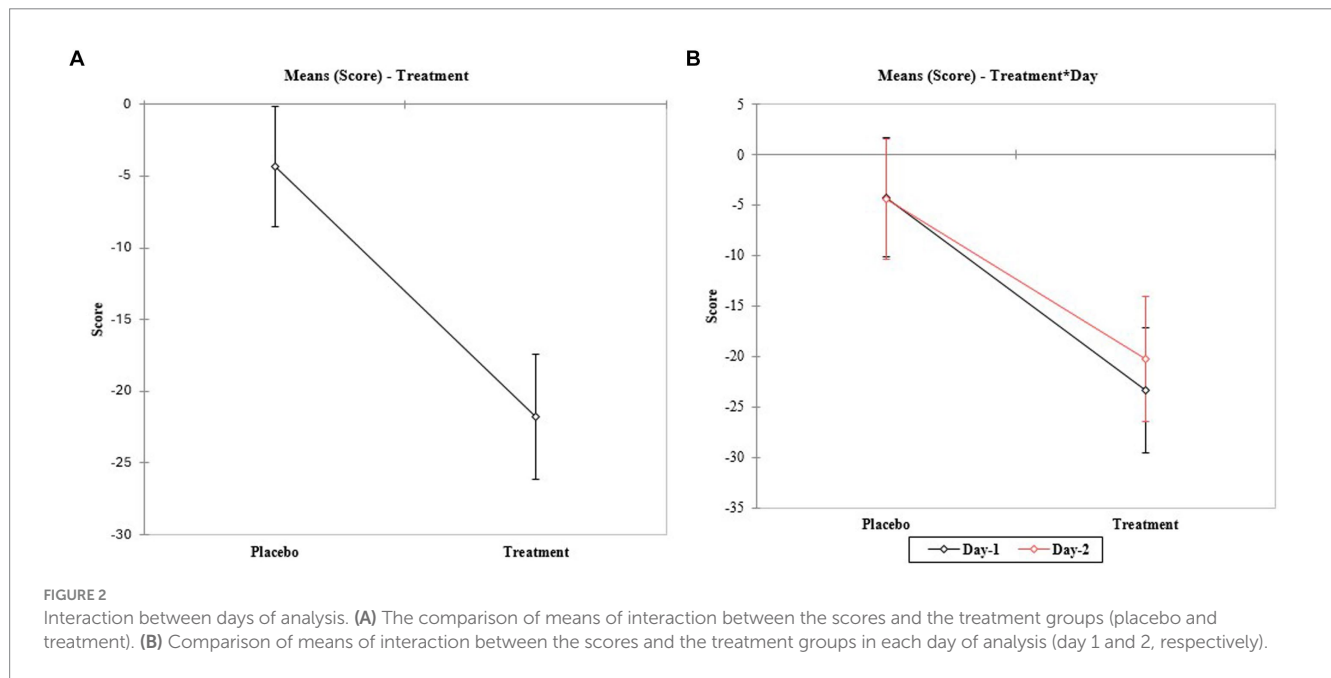 A
Means (Score) - Treatment
0
-5
-10
-15
-20
-25
-30
Score
Placebo
Treatment
B
Means (Score) - Treatment*Day
5
0
-5
-10
-15
-20
-25
-30
-35
Score
Placebo
Treatment
Day-1
Day-2
FIGURE 2
Interaction between days of analysis. (A) The comparison of means of interaction between the scores and the treatment groups (placebo and
treatment). (B) Comparison of means of interaction between the scores and the treatment groups in each day of analysis (day 1 and 2, respectively).